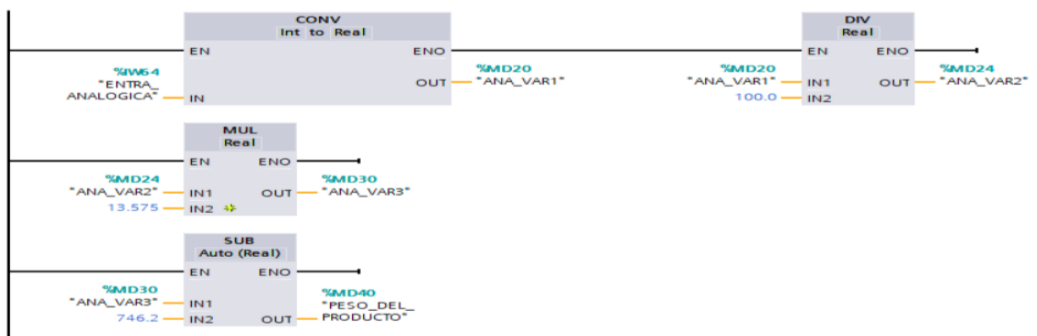 CONV
Int to Real
EN
ENO
%IW64
"ENTRA_
ANALOGICA"
IN
%MD20
OUT
"ANA_VAR1"
DIV
Real
EN
ENO
%MD20
"ANA_VAR1"
IN1
100.0
IN2
%MD24
OUT
"ANA_VAR2"
MUL
Real
EN
ENO
%MD24
"ANA_VAR2"
IN1
13.575
IN2
%MD30
OUT
"ANA_VAR3"
SUB
Auto (Real)
EN
ENO
%MD30
"ANA_VAR3"
IN1
746.2
IN2
%MD40
"PESO_DEL_
OUT
PRODUCTO"